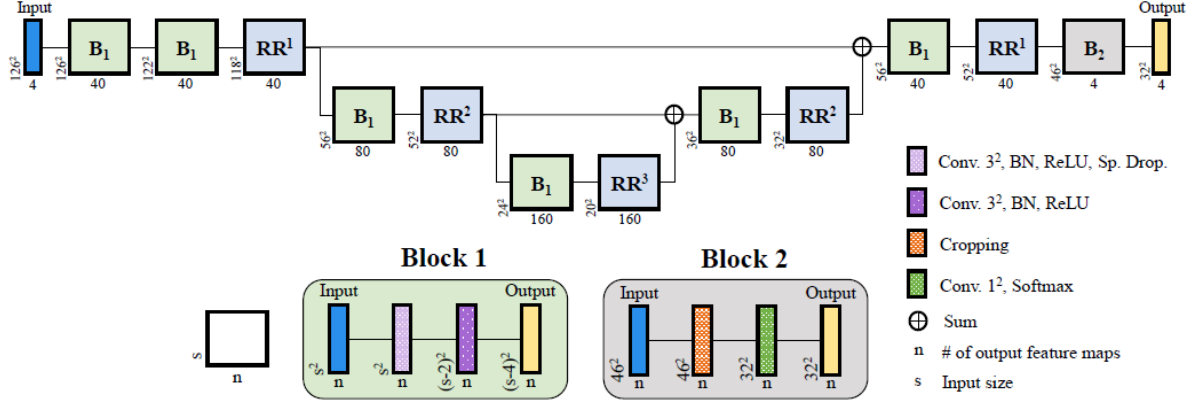 Input
Output
B₁
B₁
RR¹
B₁
RR¹
B₂
126²
126²
122²
118²
56²
52²
46²
32²
4
40
40
40
40
40
4
4
B₁
RR²
B₁
RR²
56²
52²
36²
32²
80
80
80
80
B₁
RR³
24²
20²
160
160
Conv. 3², BN, ReLU, Sp. Drop.
Conv. 3², BN, ReLU
Cropping
Conv. 1², Softmax
Sum
n # of output feature maps
s Input size
s
n
Block 1
Input
Output
s²
s²
(s-2)²
(s-4)²
n
n
n
n
Block 2
Input
Output
46²
46²
32²
32²
n
n
n
n